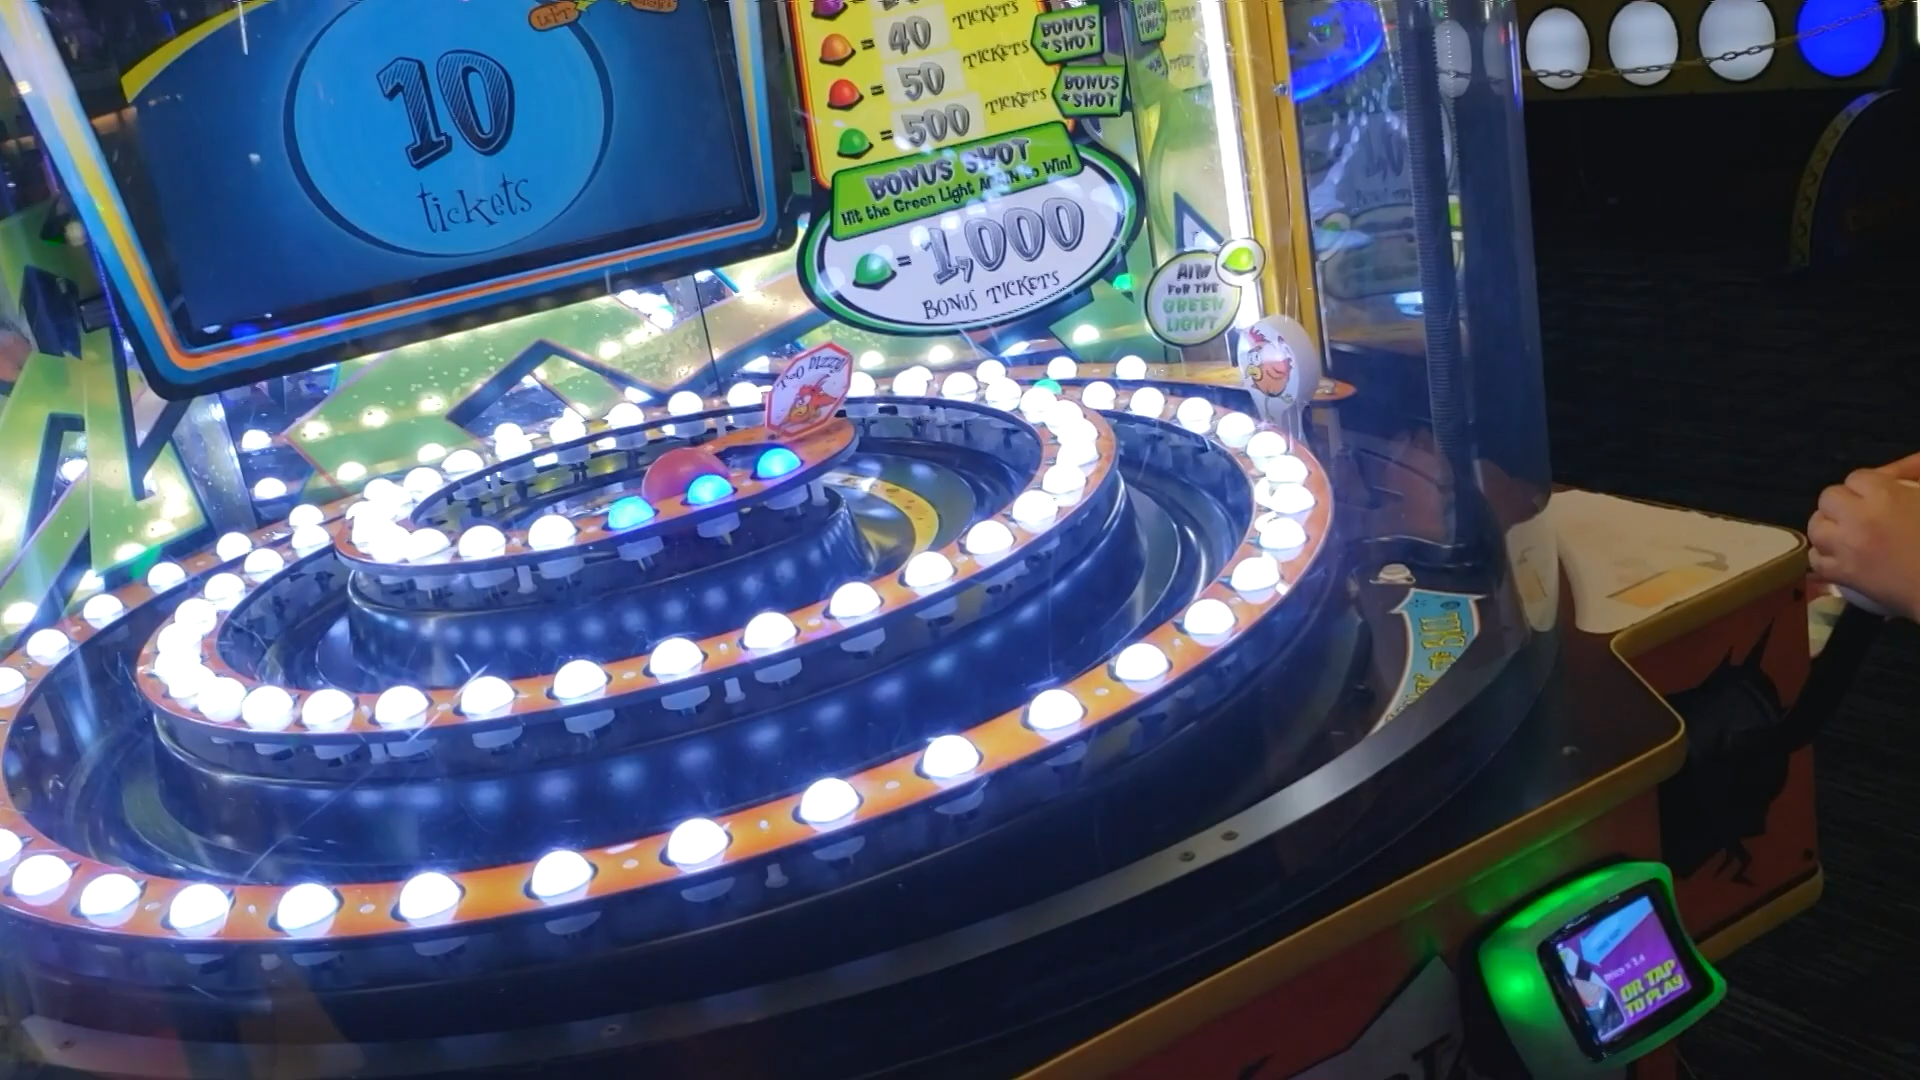 10
tickets
= 40 TICKETS
= 50 TICKETS
= 500 TICKETS
BONUS
SHOT
BONUS
SHOT
BONUS SHOT
Hit the Green Light AGAIN to Win!
= 1,000
BONUS TICKETS
AIM
FOR THE
GREEN
LIGHT
TOO DIZZY!
OR TAP
TO PLAY